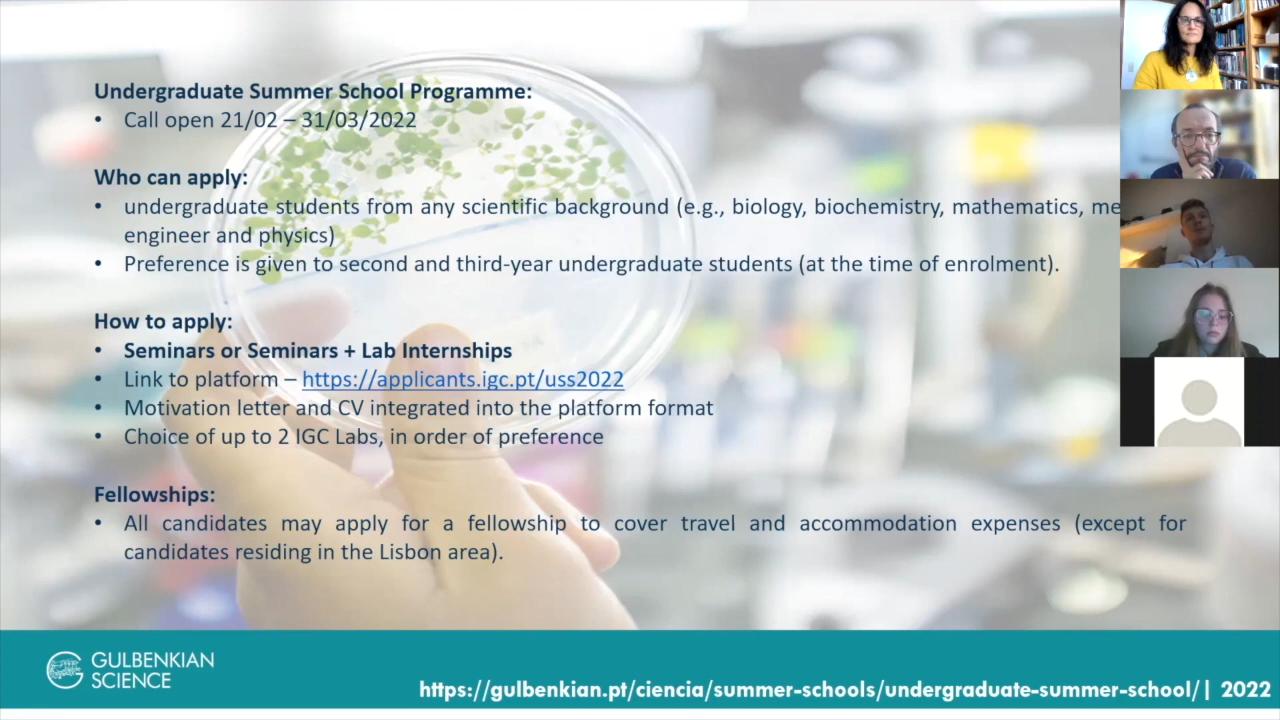 Undergraduate Summer School Programme:
• Call open 21/02 – 31/03/2022
Who can apply:
• undergraduate students from any scientific background (e.g., biology, biochemistry, mathematics,
engineer and physics)
• Preference is given to second and third-year undergraduate students (at the time of enrolment).
How to apply:
• Seminars or Seminars + Lab Internships
• Link to platform – https://applicants.igc.pt/uss2022
• Motivation letter and CV integrated into the platform format
• Choice of up to 2 IGC Labs, in order of preference
Fellowships:
• All candidates may apply for a fellowship to cover travel and accommodation expenses (except for
candidates residing in the Lisbon area).
GULBENKIAN
SCIENCE
https://gulbenkian.pt/ciencia/summer-schools/undergraduate-summer-school/ | 2022